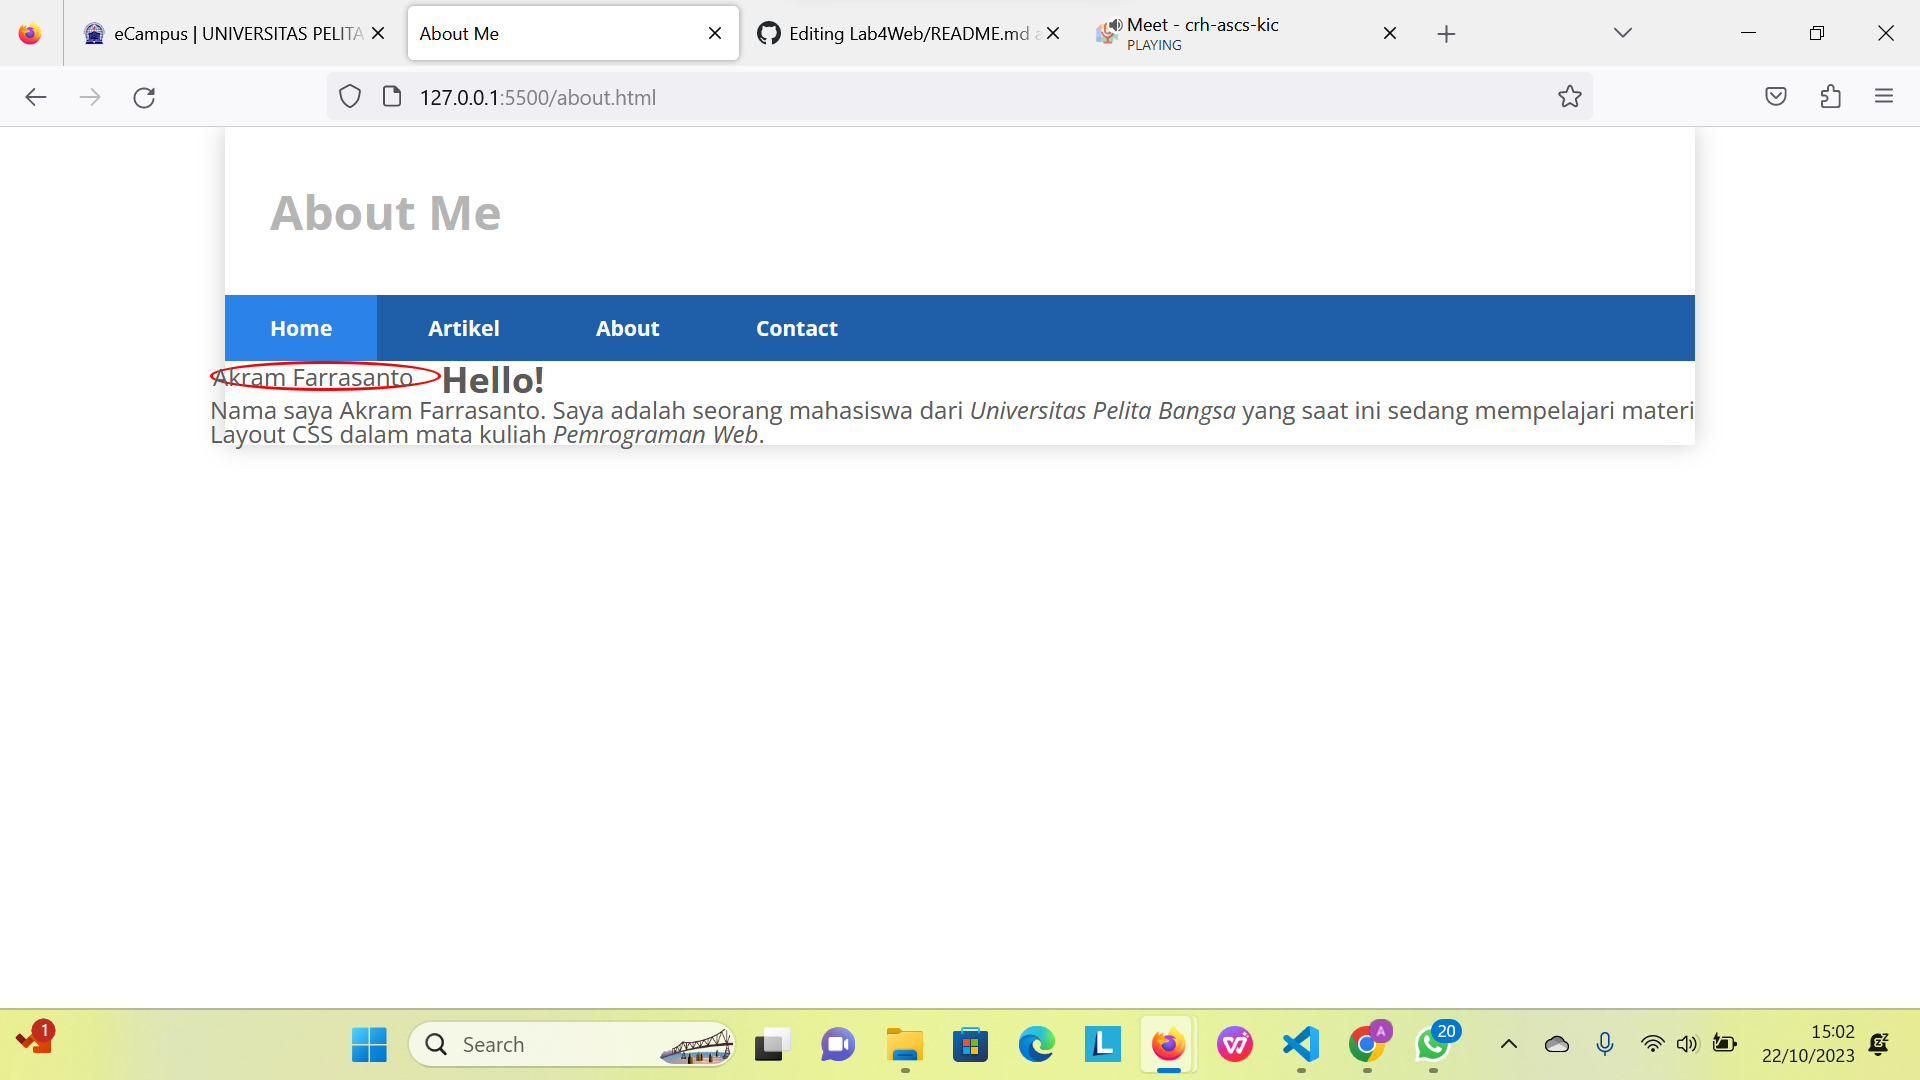 eCampus | UNIVERSITAS PELITA
About Me
Editing Lab4Web/README.md
Meet - crh-ascs-kic
PLAYING
127.0.0.1:5500/about.html
About Me
Home Artikel About Contact
Akram Farrasanto Hello!
Nama saya Akram Farrasanto. Saya adalah seorang mahasiswa dari Universitas Pelita Bangsa yang saat ini sedang mempelajari materi
Layout CSS dalam mata kuliah Pemrograman Web.
1
Search
L
A
20
15:02
22/10/2023